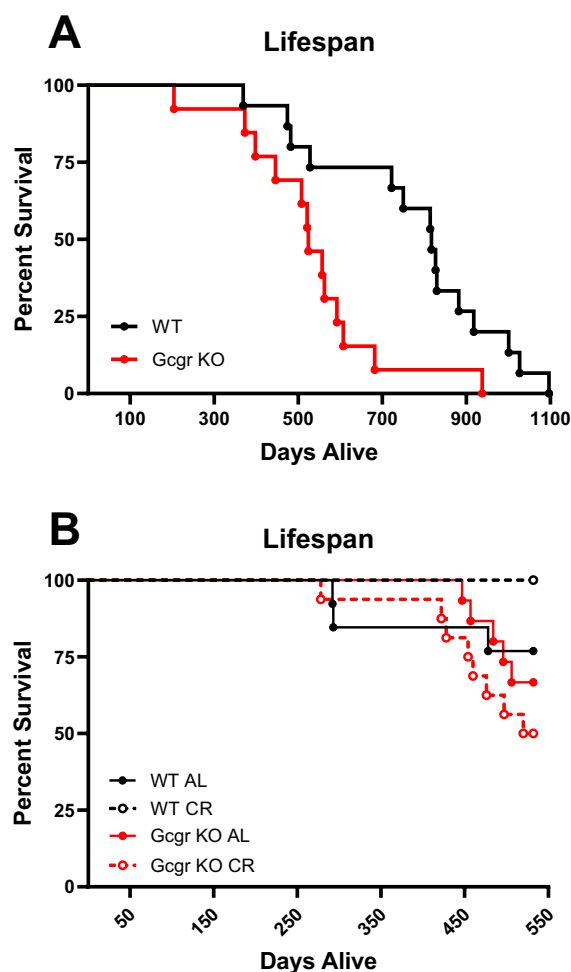 A
Lifespan
Percent Survival
100
75
50
25
0
WT
Gcgr KO
100 300 500 700 900 1100
Days Alive
B
Lifespan
Percent Survival
100
75
50
25
0
WT AL
WT CR
Gcgr KO AL
Gcgr KO CR
50 150 250 350 450 550
Days Alive